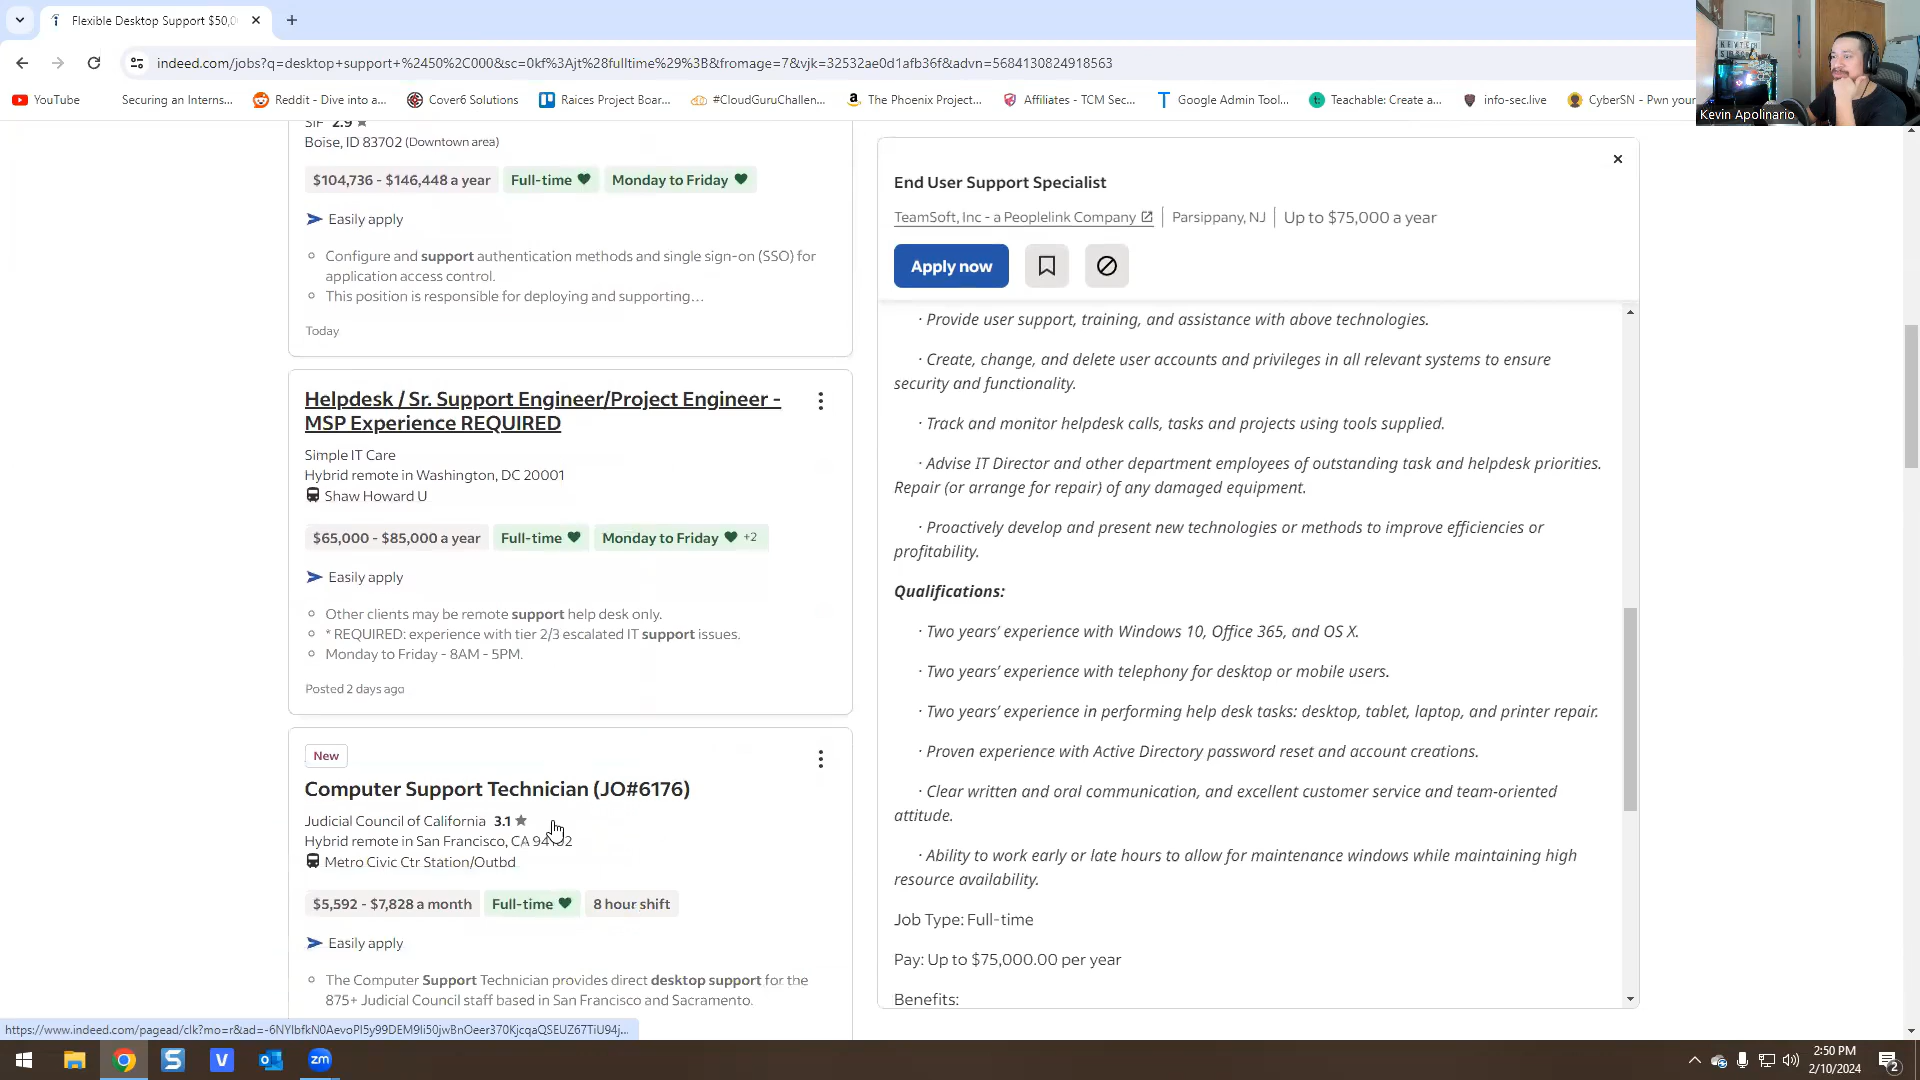 Flexible Desktop Support $50,0
indeed.com/jobs?q=desktop+support+%2450%2C000&sc=0kf%3Ajt%28fulltime%29%3B&fromage=7&vjk=32532ae0d1afb36f&advn=5684130824918563
YouTube
Securing an Interns...
Reddit - Dive into a...
Cover6 Solutions
Raices Project Boar...
#CloudGuruChallen...
The Phoenix Project...
Affiliates - TCM Sec...
Google Admin Tool...
Teachable: Create a...
info-sec.live
CyberSN - Pwn your
Kevin Apolinario
SIF 2.9
Boise, ID 83702 (Downtown area)
$104,736 - $146,448 a year
Full-time
Monday to Friday
Easily apply
Configure and support authentication methods and single sign-on (SSO) for
application access control.
This position is responsible for deploying and supporting…
Today
Helpdesk / Sr. Support Engineer/Project Engineer -
MSP Experience REQUIRED
Simple IT Care
Hybrid remote in Washington, DC 20001
Shaw Howard U
$65,000 - $85,000 a year
Full-time
Monday to Friday +2
Easily apply
Other clients may be remote support help desk only.
* REQUIRED: experience with tier 2/3 escalated IT support issues.
Monday to Friday - 8AM - 5PM.
Posted 2 days ago
New
Computer Support Technician (JO#6176)
Judicial Council of California 3.1
Hybrid remote in San Francisco, CA
Metro Civic Ctr Station/Outbd
$5,592 - $7,828 a month
Full-time
8 hour shift
Easily apply
The Computer Support Technician provides direct desktop support for the
875+ Judicial Council staff based in San Francisco and Sacramento.
End User Support Specialist
TeamSoft, Inc - a Peoplelink Company
Parsippany, NJ
Up to $75,000 a year
Apply now
· Provide user support, training, and assistance with above technologies.
· Create, change, and delete user accounts and privileges in all relevant systems to ensure
security and functionality.
· Track and monitor helpdesk calls, tasks and projects using tools supplied.
· Advise IT Director and other department employees of outstanding task and helpdesk priorities.
Repair (or arrange for repair) of any damaged equipment.
· Proactively develop and present new technologies or methods to improve efficiencies or
profitability.
Qualifications:
· Two years’ experience with Windows 10, Office 365, and OS X.
· Two years’ experience with telephony for desktop or mobile users.
· Two years’ experience in performing help desk tasks: desktop, tablet, laptop, and printer repair.
· Proven experience with Active Directory password reset and account creations.
· Clear written and oral communication, and excellent customer service and team-oriented
attitude.
· Ability to work early or late hours to allow for maintenance windows while maintaining high
resource availability.
Job Type: Full-time
Pay: Up to $75,000.00 per year
Benefits:
2:50 PM
2/10/2024
2